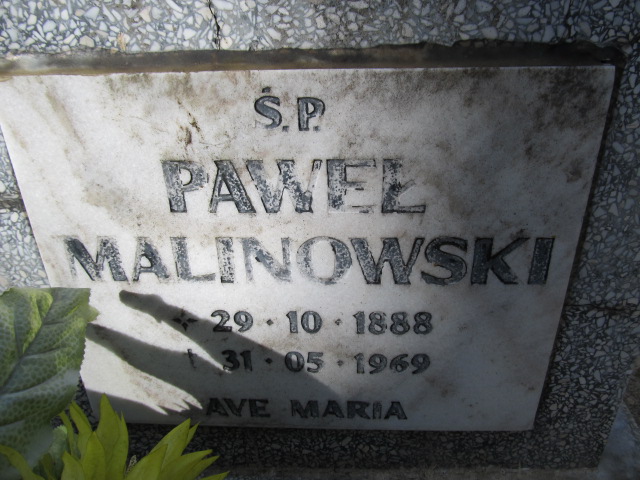 Ś.P.
PAWEŁ
MALINOWSKI
* 29 · 10 · 1888
† 31 · 05 · 1969
AVE MARIA